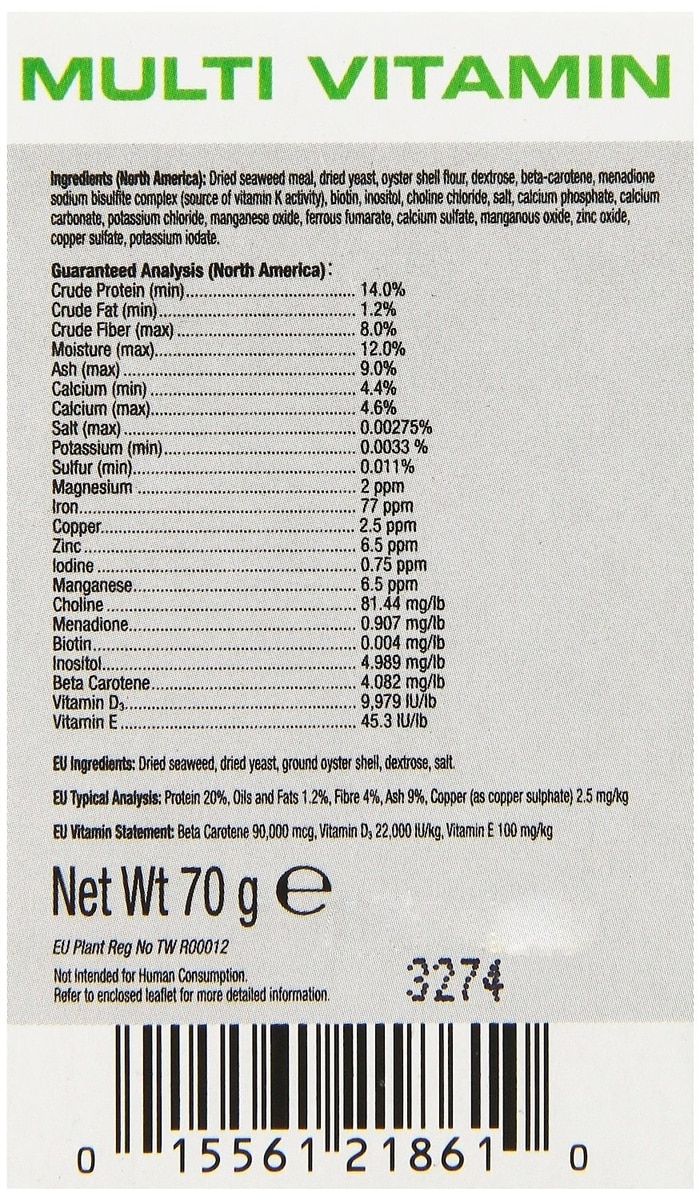 MULTI VITAMIN
Ingredients (North America): Dried seaweed meal, dried yeast, oyster shell flour, dextrose, beta-carotene, menadione
sodium bisulfite complex (source of vitamin K activity), biotin, inositol, choline chloride, salt, calcium phosphate, calcium
carbonate, potassium chloride, manganese oxide, ferrous fumarate, calcium sulfate, manganous oxide, zinc oxide,
copper sulfate, potassium iodate.
Guaranteed Analysis (North America):
Crude Protein (min)........ 14.0%
Crude Fat (min)........ 1.2%
Crude Fiber (max)........ 8.0%
Moisture (max)........ 12.0%
Ash (max)........ 9.0%
Calcium (min)........ 4.4%
Calcium (max)........ 4.6%
Salt (max)........ 0.00275%
Potassium (min)........ 0.0033 %
Sulfur (min)........ 0.011%
Magnesium........ 2 ppm
Iron........ 77 ppm
Copper........ 2.5 ppm
Zinc........ 6.5 ppm
Iodine........ 0.75 ppm
Manganese........ 6.5 ppm
Choline........ 81.44 mg/lb
Menadione........ 0.907 mg/lb
Biotin........ 0.004 mg/lb
Inositol........ 4.989 mg/lb
Beta Carotene........ 4.082 mg/lb
Vitamin D₃........ 9,979 IU/lb
Vitamin E........ 45.3 IU/lb
EU Ingredients: Dried seaweed, dried yeast, ground oyster shell, dextrose, salt.
EU Typical Analysis: Protein 20%, Oils and Fats 1.2%, Fibre 4%, Ash 9%, Copper (as copper sulphate) 2.5 mg/kg
EU Vitamin Statement: Beta Carotene 90,000 mcg, Vitamin D₃ 22,000 IU/kg, Vitamin E 100 mg/kg
Net Wt 70 g ℮
EU Plant Reg No TW R00012
Not Intended for Human Consumption.
Refer to enclosed leaflet for more detailed information.
3274
0 15561 21861 0